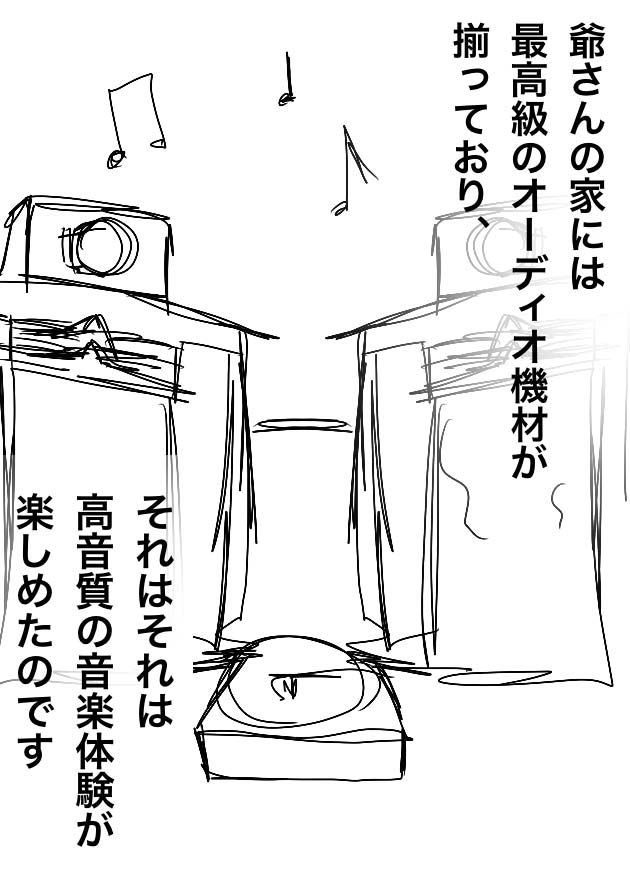 爺さんの家には
最高級のオーディオ機材が
揃っており、
それはそれは
高音質の音楽体験が
楽しめたのです